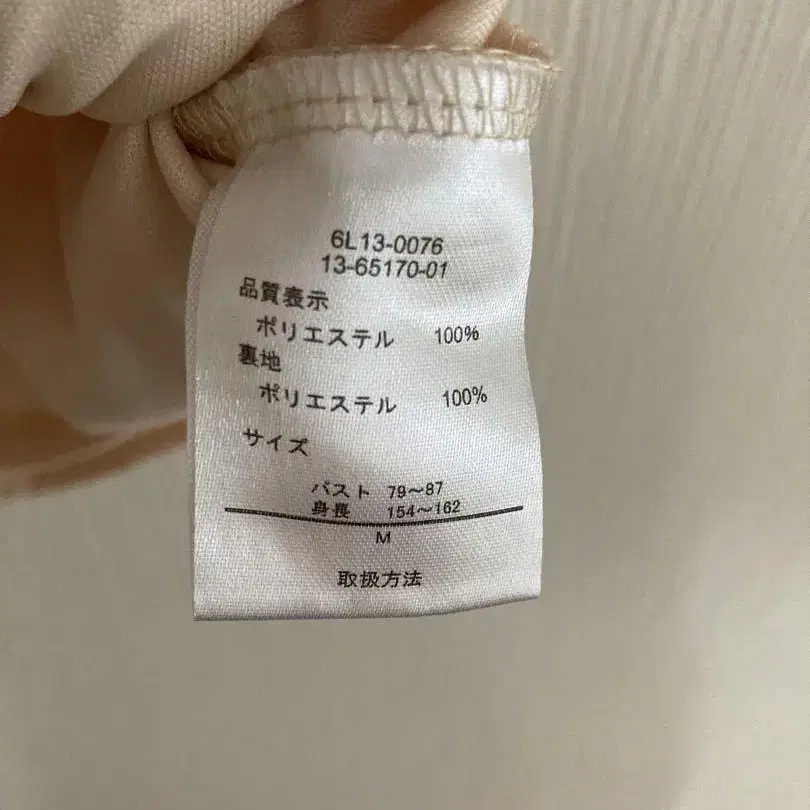 6L13-0076
13-65170-01
品質表示
ポリエステル 100%
裏地
ポリエステル 100%
サイズ
バスト 79～87
身長 154～162
M
取扱方法